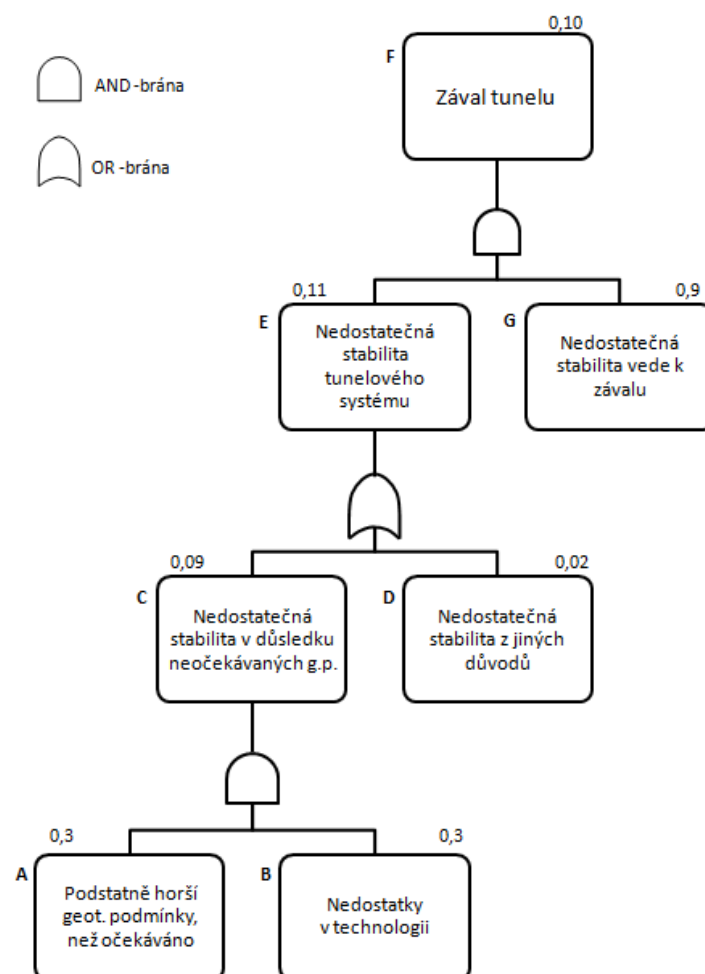 0,10
F
Zával tunelu
AND -brána
OR -brána
0,11
E
Nedostatečná
stabilita
tunelového
systému
0,9
G
Nedostatečná
stabilita vede k
závalu
0,09
C
Nedostatečná
stabilita v důsledku
neočekávaných g.p.
0,02
D
Nedostatečná
stabilita z jiných
důvodů
0,3
A
Podstatně horší
geot. podmínky,
než očekáváno
0,3
B
Nedostatky
v technologii